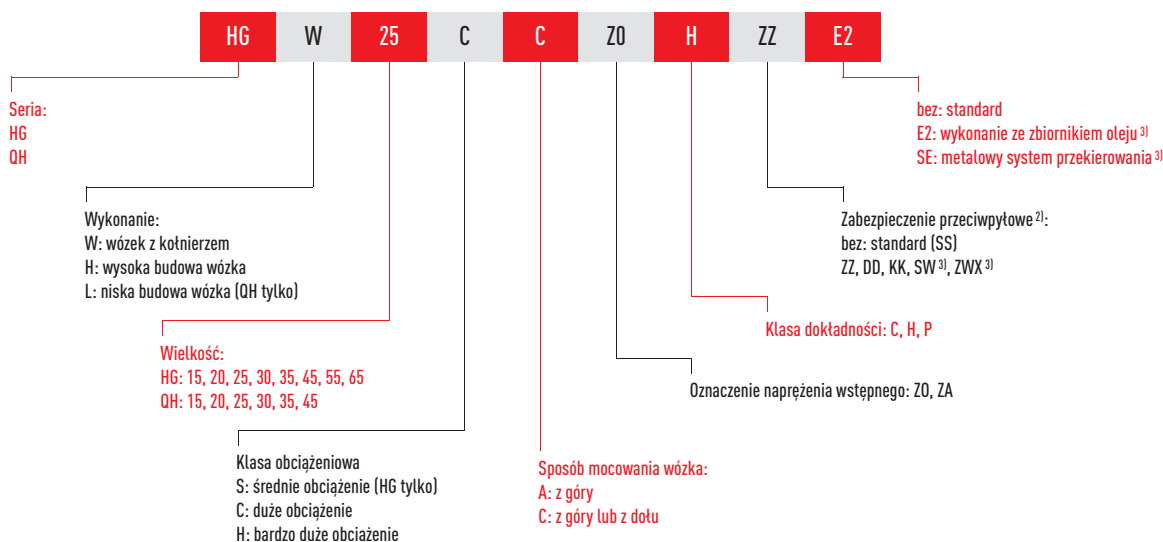 HG W 25 C C Z0 H ZZ E2
Seria:
HG
QH
bez: standard
E2: wykonanie ze zbiornikiem oleju 3)
SE: metalowy system przekierowania 3)
Wykonanie:
W: wózek z kołnierzem
H: wysoka budowa wózka
L: niska budowa wózka (QH tylko)
Zabezpieczenie przeciwpyłowe 2):
bez: standard (SS)
ZZ, DD, KK, SW 3), ZWX 3)
Wielkość:
HG: 15, 20, 25, 30, 35, 45, 55, 65
QH: 15, 20, 25, 30, 35, 45
Klasa dokładności: C, H, P
Oznaczenie naprężenia wstępnego: Z0, ZA
Klasa obciążeniowa
S: średnie obciążenie (HG tylko)
C: duże obciążenie
H: bardzo duże obciążenie
Sposób mocowania wózka:
A: z góry
C: z góry lub z dołu